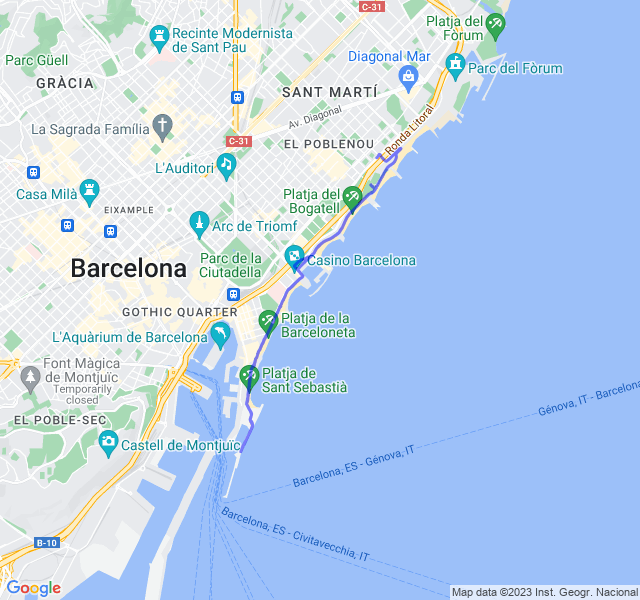 C-31
Platja del
Fòrum
Recinte Modernista
de Sant Pau
Parc Güell
GRÀCIA
Diagonal Mar
Parc del Fòrum
SANT MARTÍ
Av. Diagonal
Ronda Litoral
La Sagrada Família
C-31
EL POBLENOU
L'Auditori
Casa Milà
EIXAMPLE
Platja del
Bogatell
Arc de Triomf
Parc de la
Ciutadella
Casino Barcelona
Barcelona
GOTHIC QUARTER
Platja de la
Barceloneta
L'Aquàrium de Barcelona
Font Màgica
de Montjuïc
Temporarily
closed
Platja de
Sant Sebastià
EL POBLE-SEC
Castell de Montjuïc
Génova, IT - Barcelona
Barcelona, ES - Génova, IT
Barcelona, ES - Civitavecchia, IT
B-10
Google
Map data ©2023 Inst. Geogr. Nacional